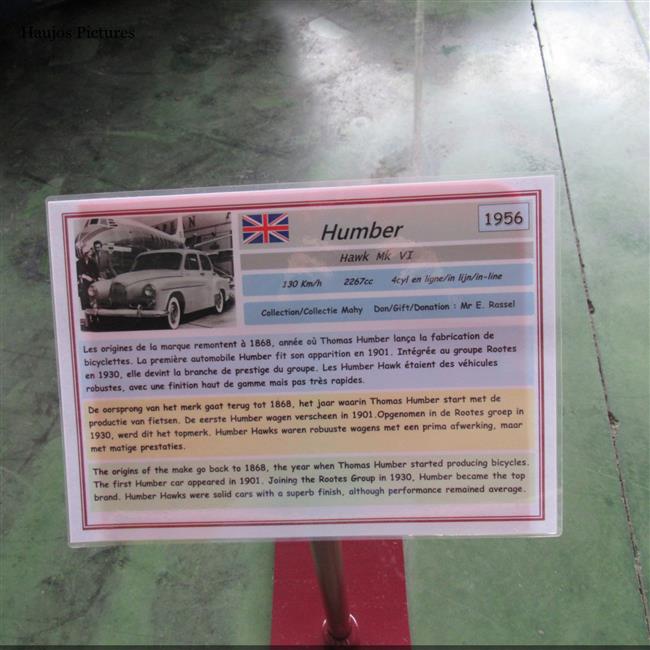 Haujos Pictures
Humber
1956
Hawk Mk VI
130 Km/h 2267cc 4cyl en ligne/in lijn/in-line
Collection/Collectie Mahy Don/Gift/Donation : Mr E. Rassel
Les origines de la marque remontent à 1868, année où Thomas Humber lança la fabrication de
bicyclettes. La première automobile Humber fit son apparition en 1901. Intégrée au groupe Rootes
en 1930, elle devint la branche de prestige du groupe. Les Humber Hawk étaient des véhicules
robustes, avec une finition haut de gamme mais pas très rapides.
De oorsprong van het merk gaat terug tot 1868, het jaar waarin Thomas Humber start met de
productie van fietsen. De eerste Humber wagen verscheen in 1901.Opgenomen in de Rootes groep in
1930, werd dit het topmerk. Humber Hawks waren robuuste wagens met een prima afwerking, maar
met matige prestaties.
The origins of the make go back to 1868, the year when Thomas Humber started producing bicycles.
The first Humber car appeared in 1901. Joining the Rootes Group in 1930, Humber became the top
brand. Humber Hawks were solid cars with a superb finish, although performance remained average.